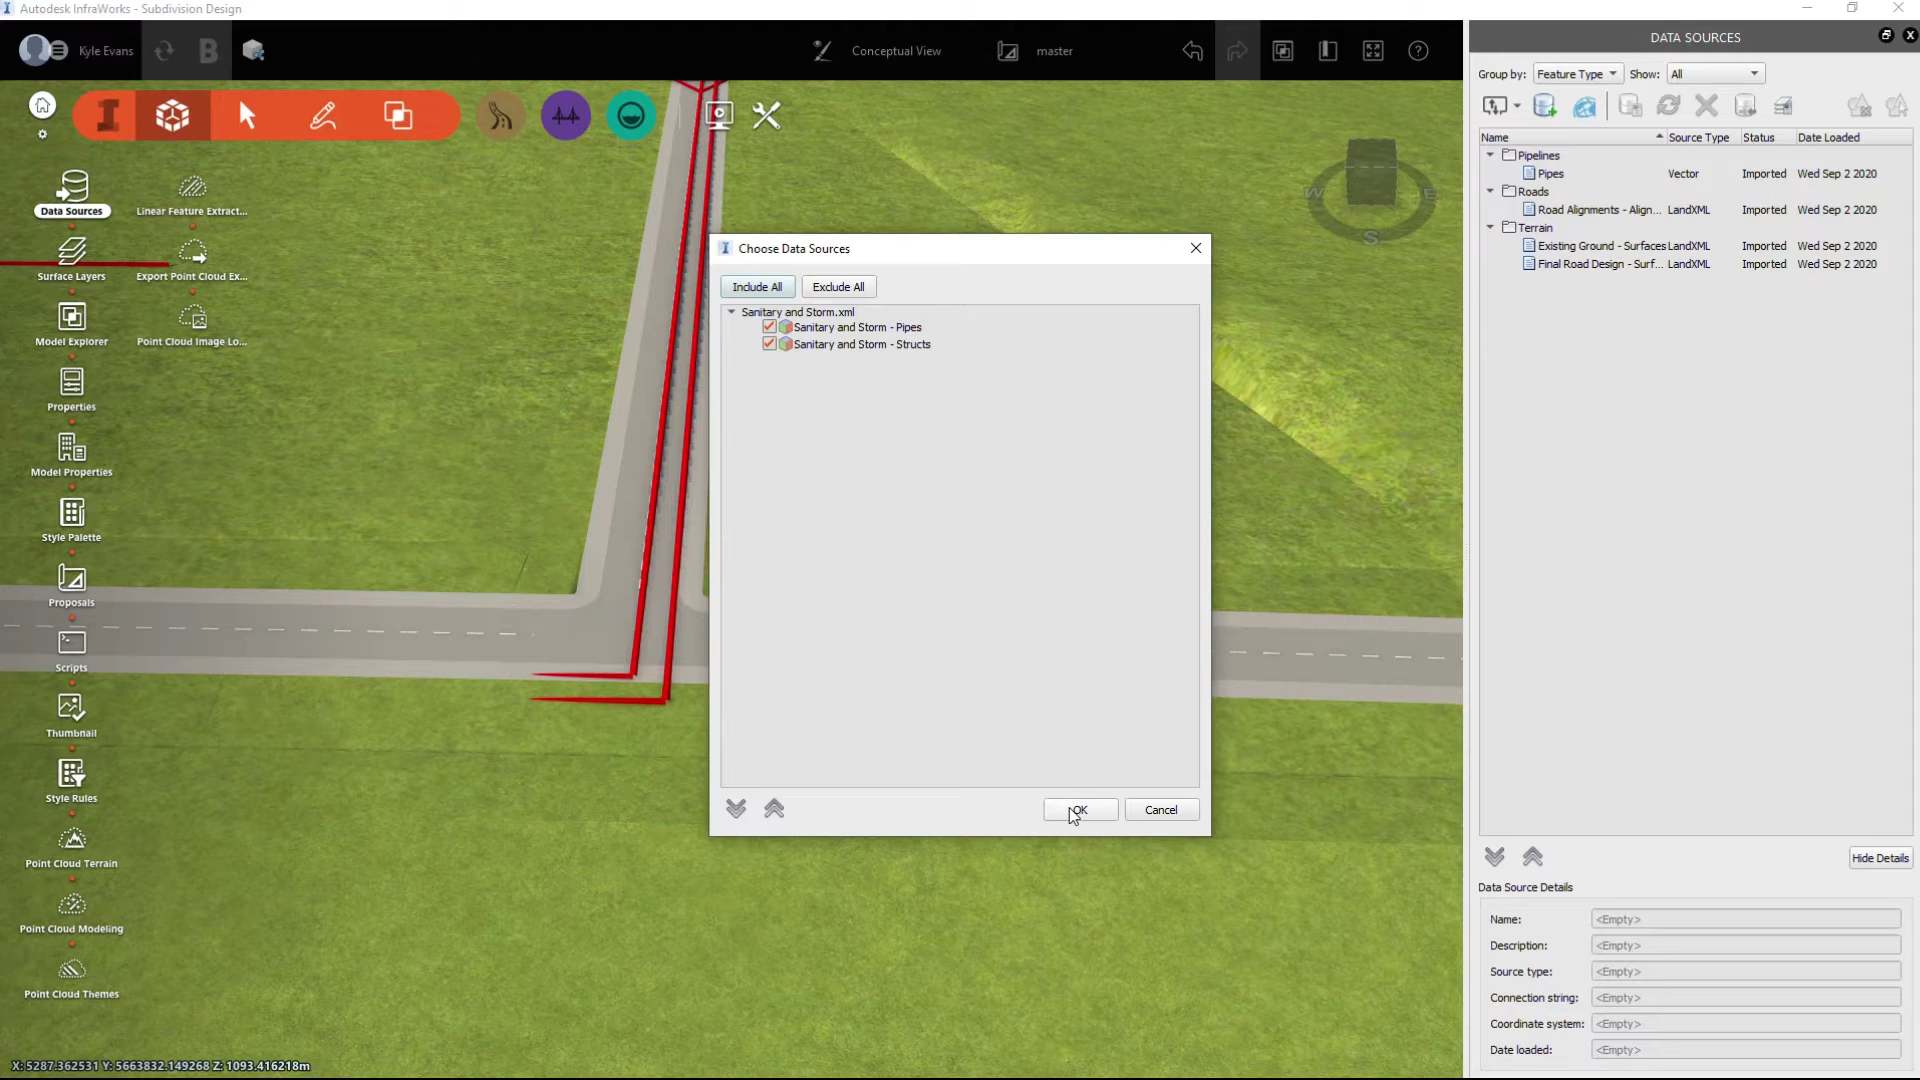 Autodesk InfraWorks - Subdivision Design
Kyle Evans
B
Conceptual View
master
DATA SOURCES
Group by: Feature Type Show: All
Name Source Type Status Date Loaded
Pipelines
Pipes Vector Imported Wed Sep 2 2020
Roads
Road Alignments - Align... LandXML Imported Wed Sep 2 2020
Terrain
Existing Ground - Surfaces LandXML Imported Wed Sep 2 2020
Final Road Design - Surf... LandXML Imported Wed Sep 2 2020
Data Sources
Linear Feature Extract...
Surface Layers
Export Point Cloud Ex...
Model Explorer
Point Cloud Image Lo...
Properties
Model Properties
Style Palette
Proposals
Scripts
Thumbnail
Style Rules
Point Cloud Terrain
Point Cloud Modeling
Point Cloud Themes
W E
S
Choose Data Sources
Include All Exclude All
Sanitary and Storm.xml
Sanitary and Storm - Pipes
Sanitary and Storm - Structs
OK Cancel
Hide Details
Data Source Details
Name: <Empty>
Description: <Empty>
Source type: <Empty>
Connection string: <Empty>
Coordinate system: <Empty>
Date loaded: <Empty>
X: 5287.362531 Y: 5663832.149268 Z: 1093.416218m